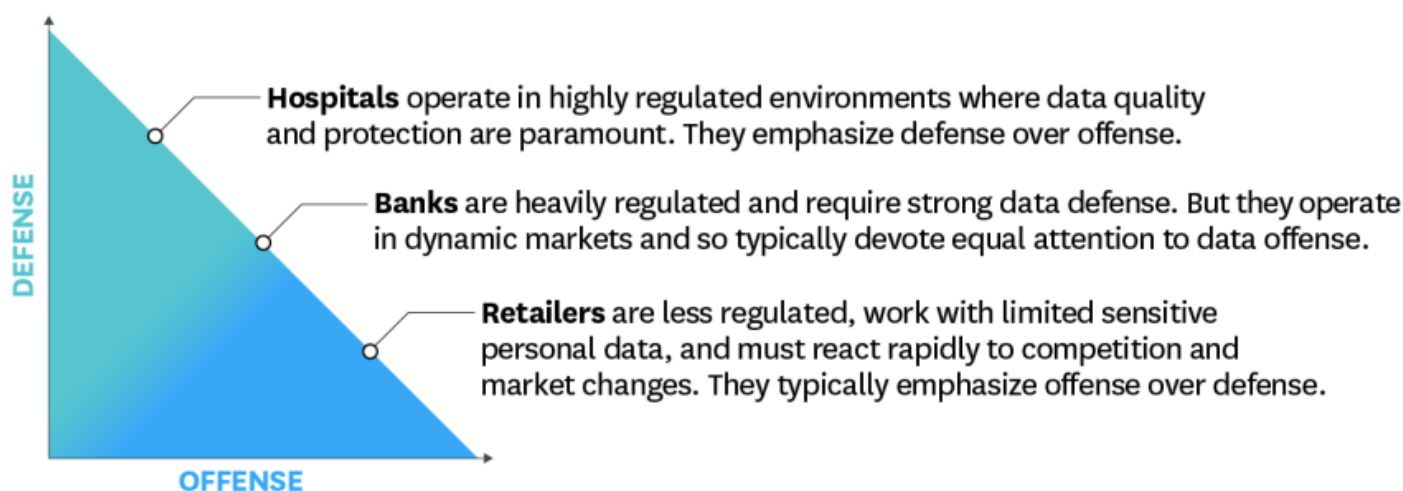 Hospitals operate in highly regulated environments where data quality
and protection are paramount. They emphasize defense over offense.
DEFENSE
Banks are heavily regulated and require strong data defense. But they operate
in dynamic markets and so typically devote equal attention to data offense.
Retailers are less regulated, work with limited sensitive
personal data, and must react rapidly to competition and
market changes. They typically emphasize offense over defense.
OFFENSE